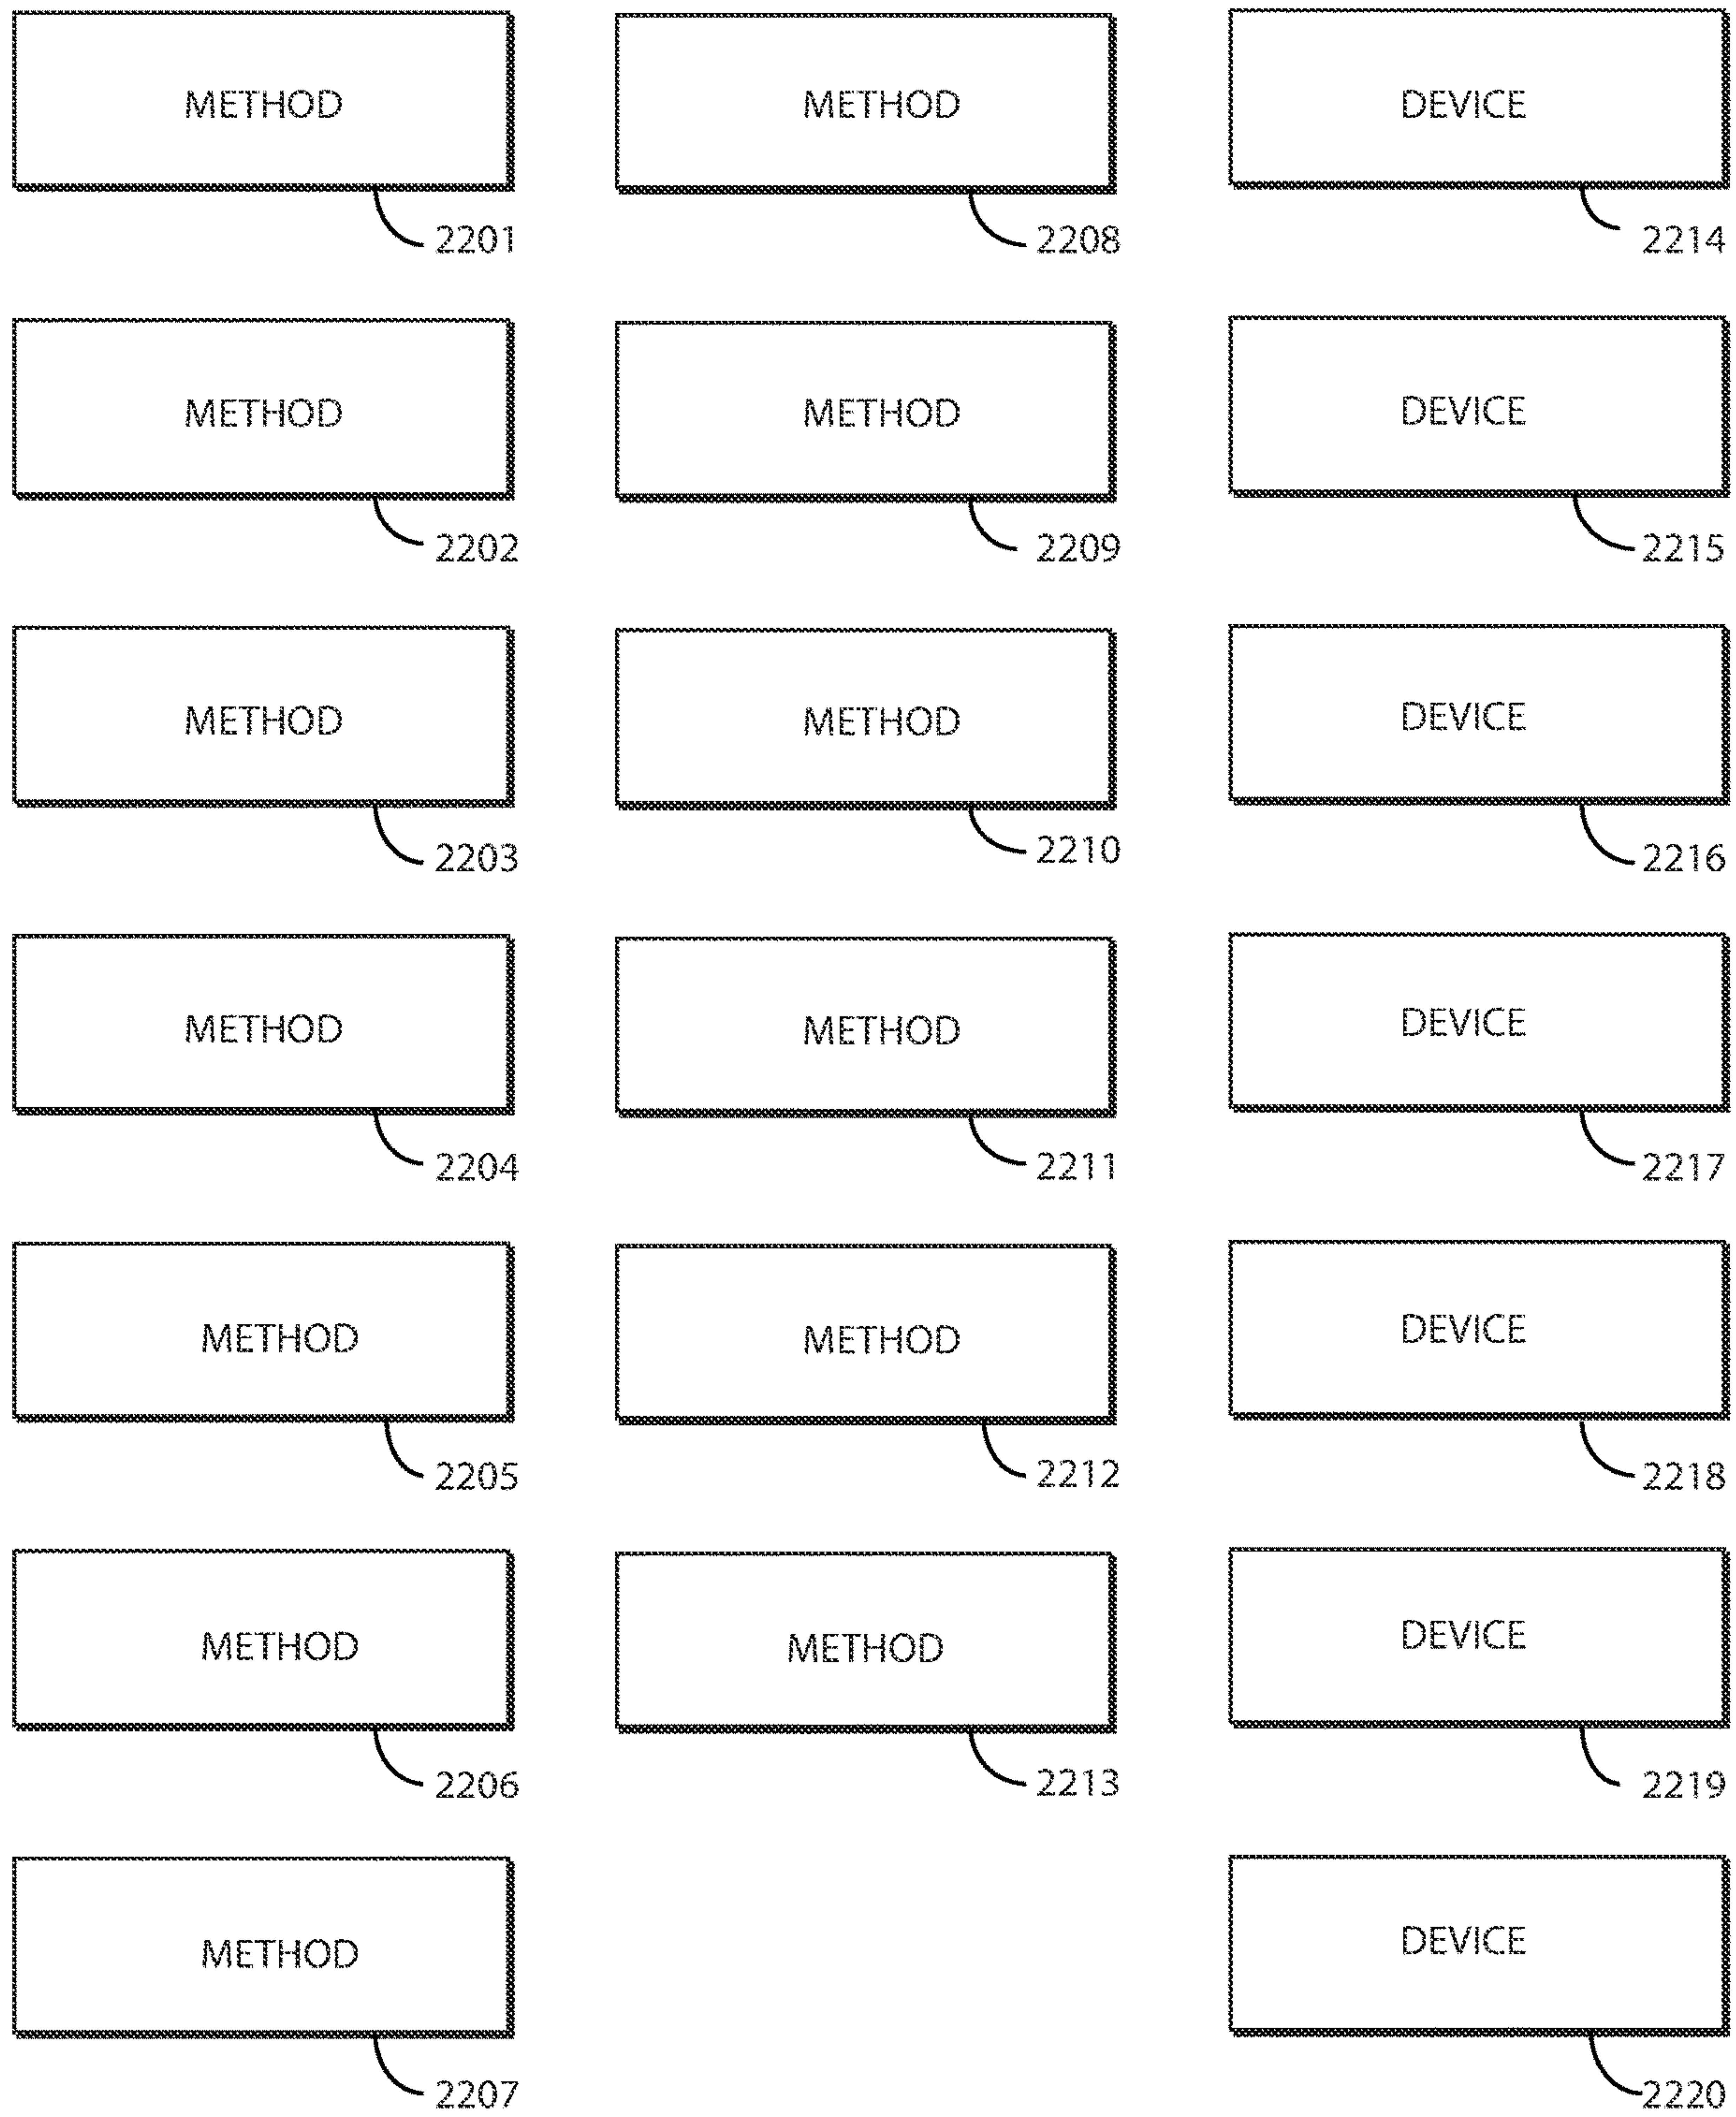 METHOD
2201
METHOD
2202
METHOD
2203
METHOD
2204
METHOD
2205
METHOD
2206
METHOD
2207
METHOD
2208
METHOD
2209
METHOD
2210
METHOD
2211
METHOD
2212
METHOD
2213
DEVICE
2214
DEVICE
2215
DEVICE
2216
DEVICE
2217
DEVICE
2218
DEVICE
2219
DEVICE
2220